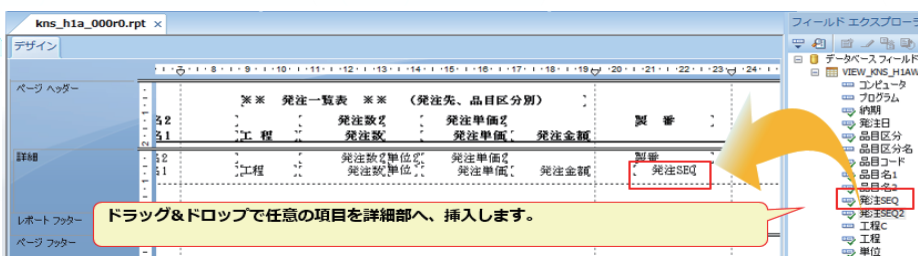 kns_h1a_000r0.rpt ×
デザイン
フィールド エクスプローラ
データベース フィールド
VIEW_KNS_H1AW
コンピュータ
プログラム
納期
発注日
品目区分
品目区分名
品目コード
品目名1
品目名2
発注SEQ
発注SEQ2
工程C
工程
単位
ページ ヘッダー
※※ 発注一覧表 ※※ (発注先、品目区分別)
名2 発注数2 発注単価2 製 番
名1 工 程 発注数 発注単価 発注金額
詳細
名2 発注数2 単位2 発注単価2 製番
名1 工程 発注数 単位 発注単価 発注金額 発注SEQ
ドラッグ&ドロップで任意の項目を詳細部へ、挿入します。
レポート フッター
ページ フッター